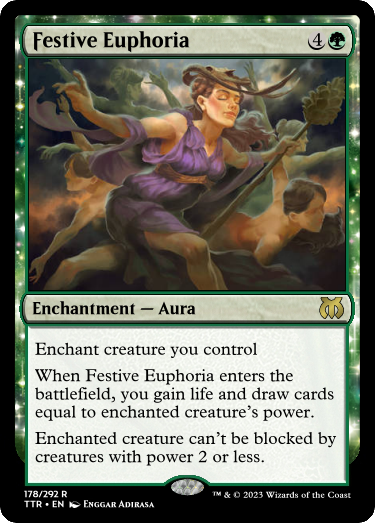 Festive Euphoria 4
Enchantment — Aura
Enchant creature you control
When Festive Euphoria enters the
battlefield, you gain life and draw cards
equal to enchanted creature's power.
Enchanted creature can't be blocked by
creatures with power 2 or less.
178/292 R
TTR • EN Enggar Adirasa
™ & © 2023 Wizards of the Coast